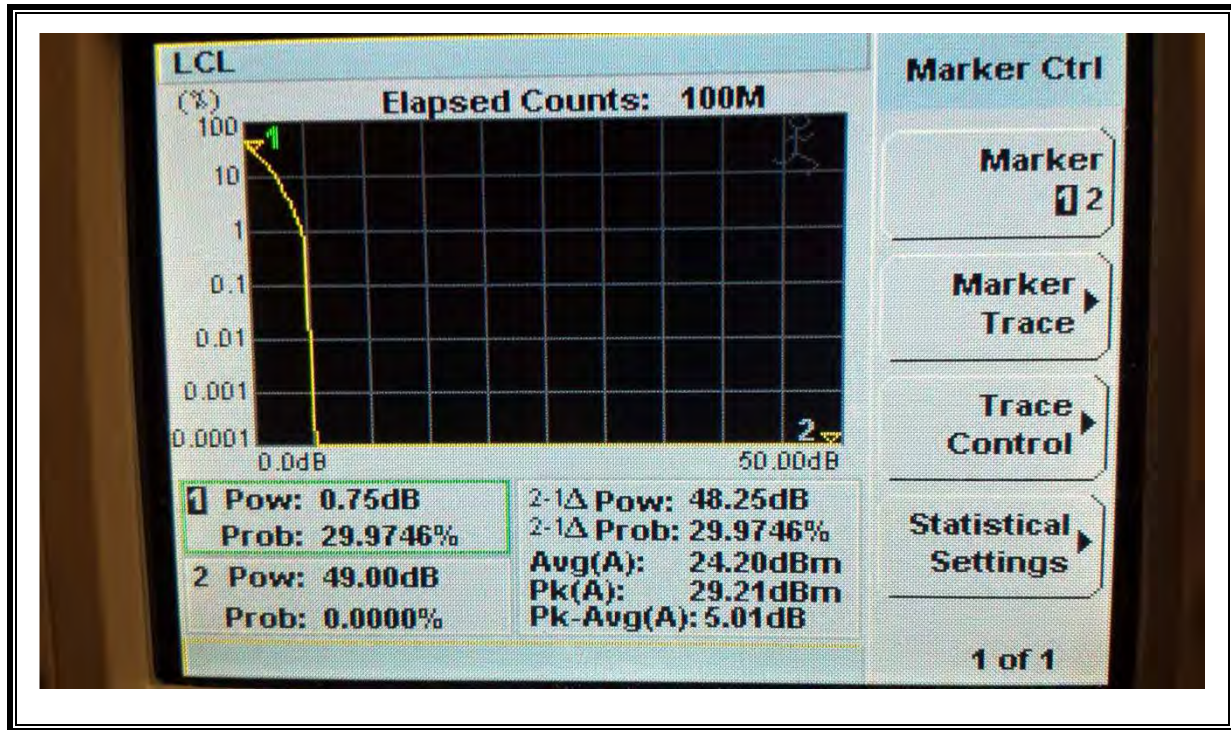 LCL
(%)
Elapsed Counts: 100M
100
10
1
0.1
0.01
0.001
0.0001
1
2
0.0dB
50.00dB
1 Pow: 0.75dB
Prob: 29.9746%
2 Pow: 49.00dB
Prob: 0.0000%
2-1Δ Pow: 48.25dB
2-1Δ Prob: 29.9746%
Avg(A): 24.20dBm
Pk(A): 29.21dBm
Pk-Avg(A): 5.01dB
Marker Ctrl
Marker
1 2
Marker
Trace
Trace
Control
Statistical
Settings
1 of 1